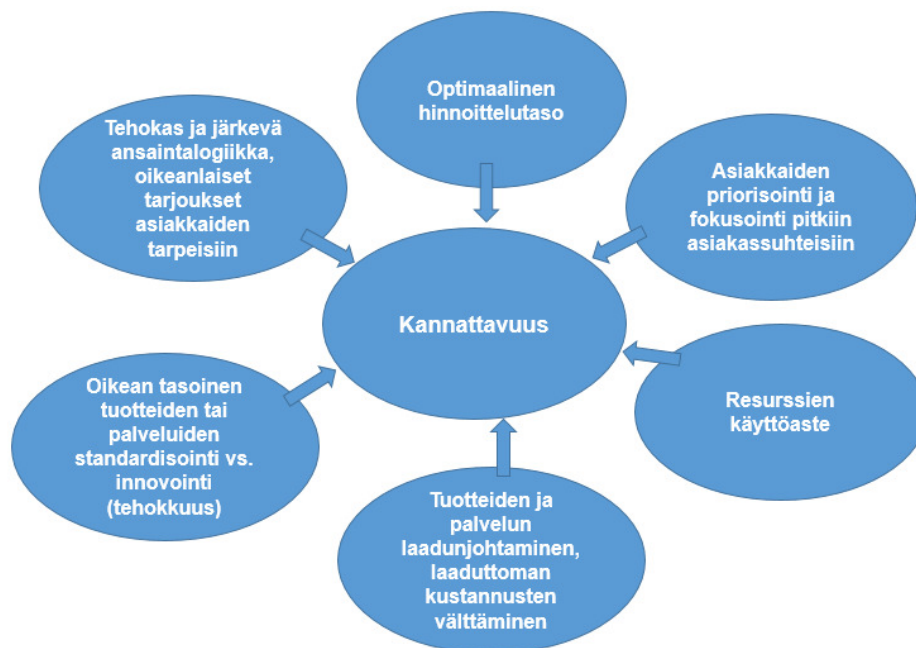 Optimaalinen
hinnoittelutaso
Tehokas ja järkevä
ansaintalogiikka,
oikeanlaiset
tarjoukset
asiakkaiden
tarpeisiin
Asiakkaiden
priorisointi ja
fokusointi pitkiin
asiakassuhteisiin
Kannattavuus
Oikean tasoinen
tuotteiden tai
palveluiden
standardisointi vs.
innovointi
(tehokkuus)
Resurssien
käyttöaste
Tuotteiden ja
palvelun
laadunjohtaminen,
laaduttoman
kustannusten
välttäminen